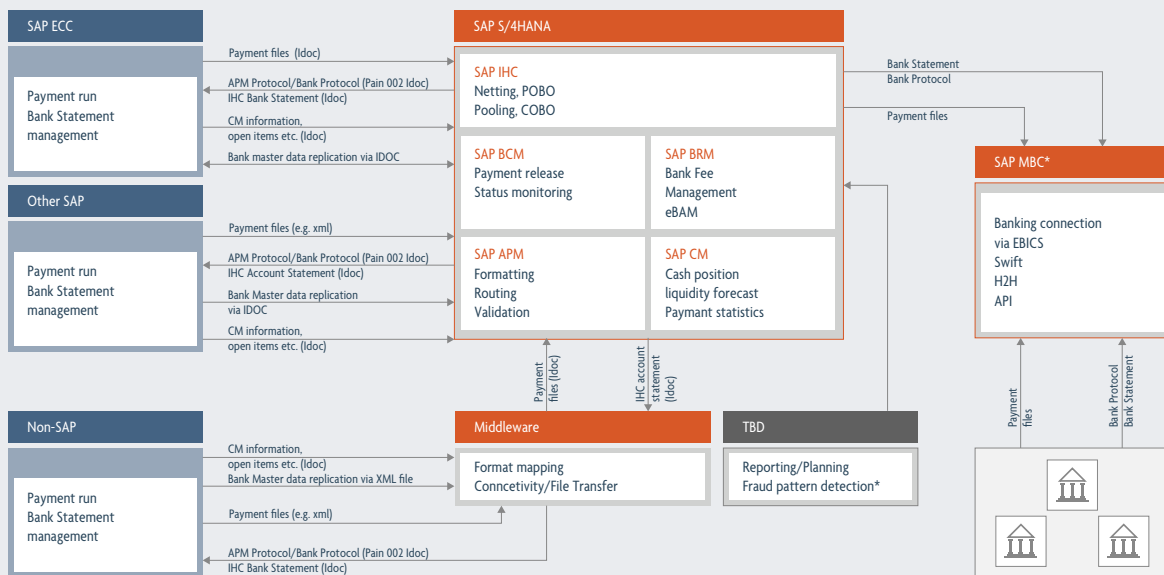 SAP ECC
Payment run
Bank Statement
management
Payment files (Idoc)
APM Protocol/Bank Protocol (Pain 002 Idoc)
IHC Bank Statement (Idoc)
CM information,
open items etc. (Idoc)
Bank master data replication via IDOC
Other SAP
Payment run
Bank Statement
management
Payment files (e.g. xml)
APM Protocol/Bank Protocol (Pain 002 Idoc)
IHC Account Statement (Idoc)
Bank Master data replication
via IDOC
CM information,
open items etc. (Idoc)
Non-SAP
Payment run
Bank Statement
management
CM information,
open items etc. (Idoc)
Bank Master data replication via XML file
Payment files (e.g. xml)
APM Protocol/Bank Protocol (Pain 002 Idoc)
IHC Bank Statement (Idoc)
SAP S/4HANA
SAP IHC
Netting, POBO
Pooling, COBO
SAP BCM
Payment release
Status monitoring
SAP BRM
Bank Fee
Management
eBAM
SAP APM
Formatting
Routing
Validation
SAP CM
Cash position
liquidity forecast
Paymant statistics
Payment
files (Idoc)
IHC account
statement
(Idoc)
Middleware
Format mapping
Conncetivity/File Transfer
TBD
Reporting/Planning
Fraud pattern detection*
Bank Statement
Bank Protocol
Payment files
SAP MBC*
Banking connection
via EBICS
Swift
H2H
API
Payment
files
Bank Protocol
Bank Statement